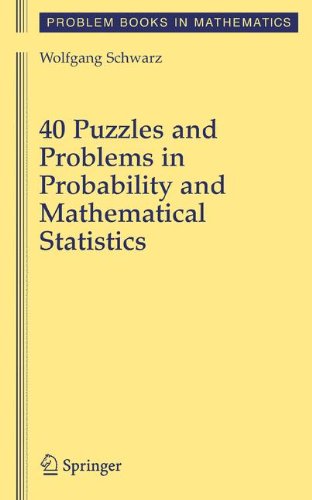 PROBLEM BOOKS IN MATHEMATICS
Wolfgang Schwarz
40 Puzzles and
Problems in
Probability and
Mathematical
Statistics
Springer